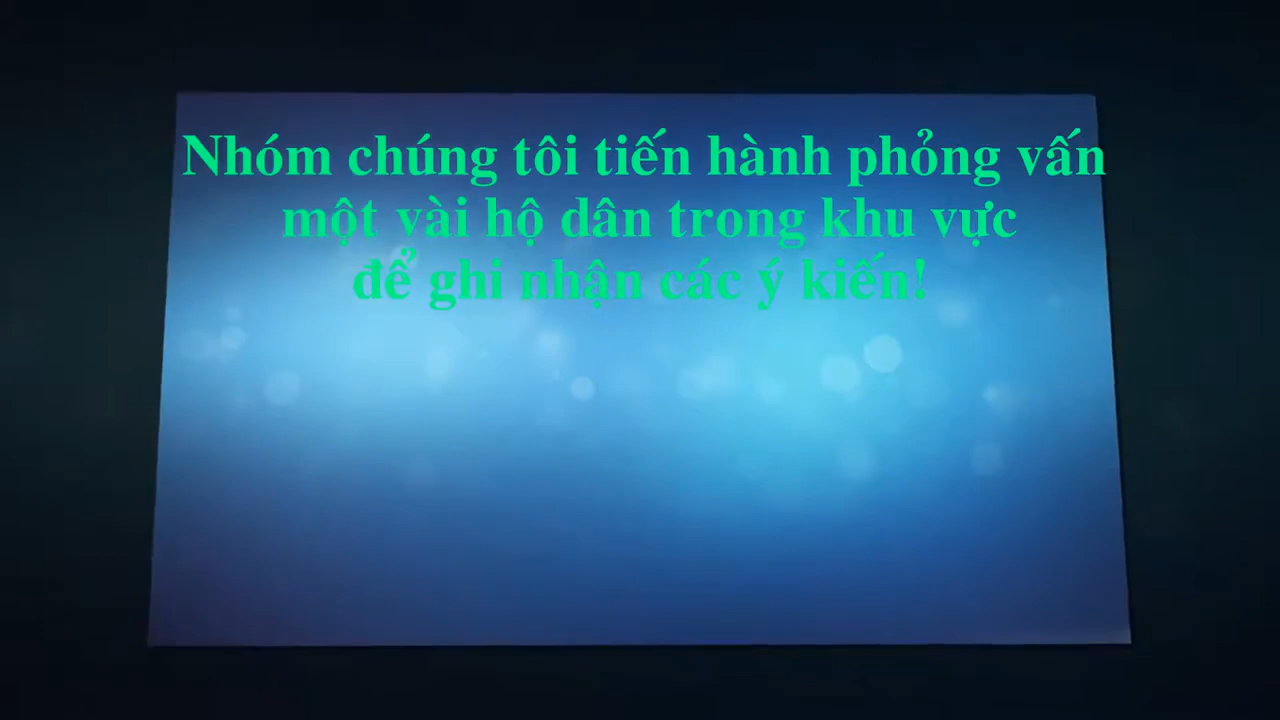 Nhóm chúng tôi tiến hành phỏng vấn
một vài hộ dân trong khu vực
để ghi nhận các ý kiến!